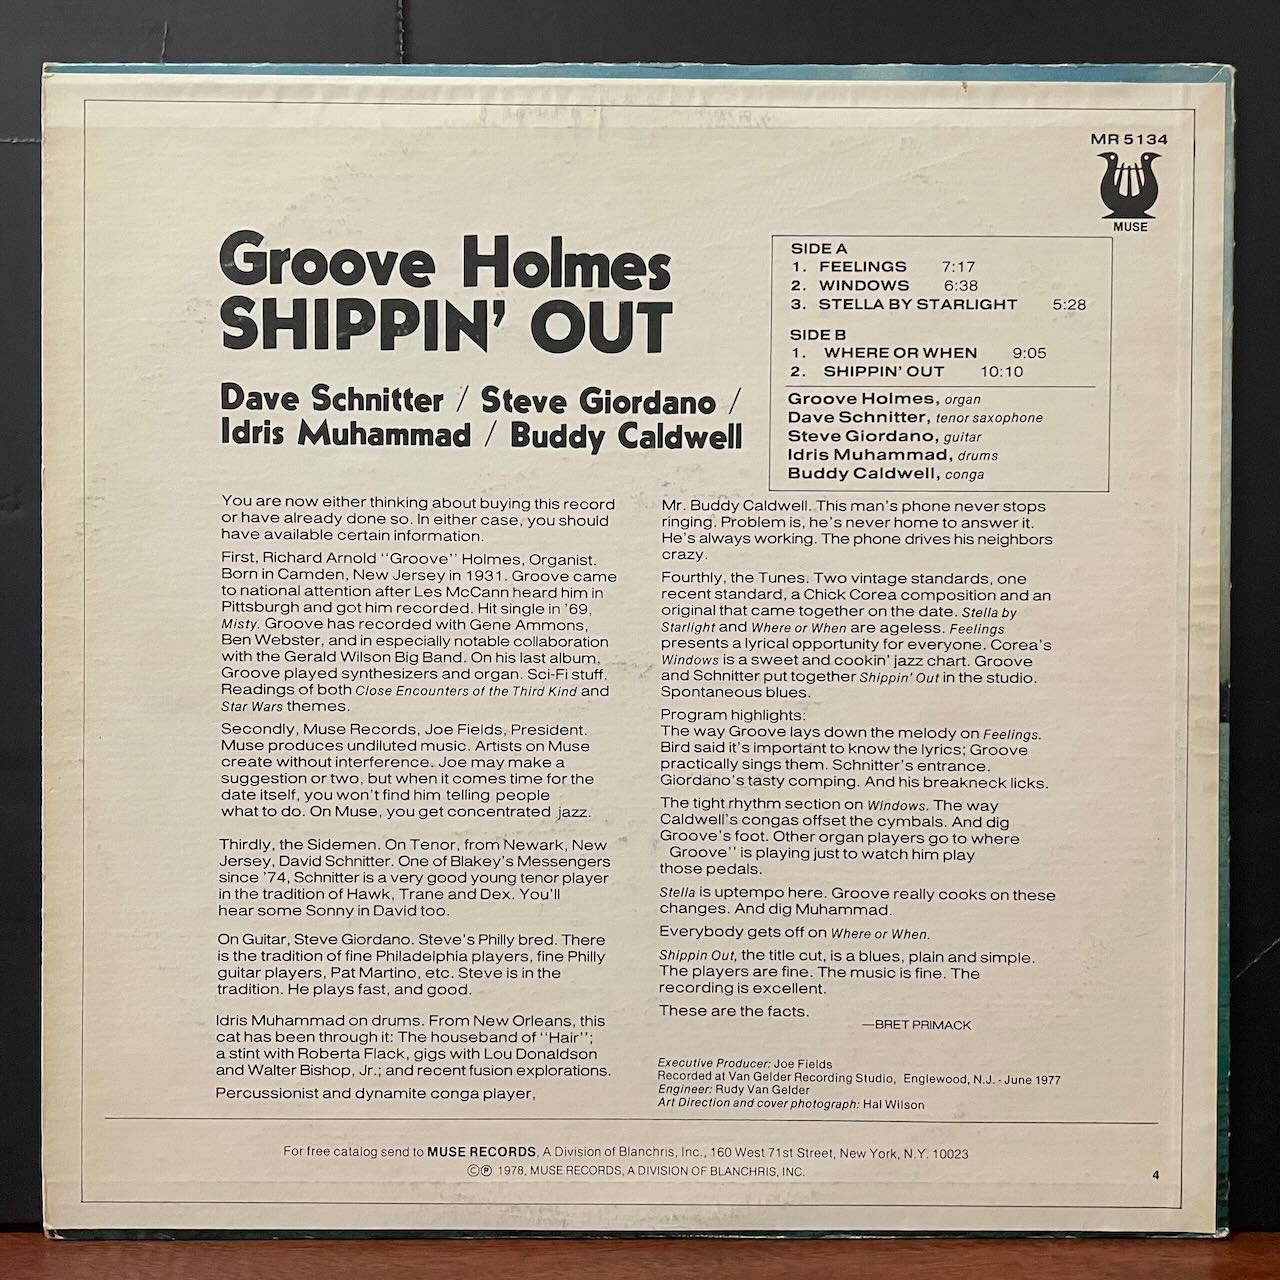 MR 5134
MUSE
Groove Holmes
SHIPPIN' OUT
Dave Schnitter / Steve Giordano /
Idris Muhammad / Buddy Caldwell
SIDE A
1. FEELINGS 7:17
2. WINDOWS 6:38
3. STELLA BY STARLIGHT 5:28
SIDE B
1. WHERE OR WHEN 9:05
2. SHIPPIN' OUT 10:10
Groove Holmes, organ
Dave Schnitter, tenor saxophone
Steve Giordano, guitar
Idris Muhammad, drums
Buddy Caldwell, conga
You are now either thinking about buying this record
or have already done so. In either case, you should
have available certain information.
First, Richard Arnold "Groove" Holmes, Organist.
Born in Camden, New Jersey in 1931. Groove came
to national attention after Les McCann heard him in
Pittsburgh and got him recorded. Hit single in '69,
Misty. Groove has recorded with Gene Ammons,
Ben Webster, and in especially notable collaboration
with the Gerald Wilson Big Band. On his last album,
Groove played synthesizers and organ. Sci-Fi stuff.
Readings of both Close Encounters of the Third Kind and
Star Wars themes.
Secondly, Muse Records, Joe Fields, President.
Muse produces undiluted music. Artists on Muse
create without interference. Joe may make a
suggestion or two, but when it comes time for the
date itself, you won't find him telling people
what to do. On Muse, you get concentrated jazz.
Thirdly, the Sidemen. On Tenor, from Newark, New
Jersey, David Schnitter. One of Blakey's Messengers
since '74, Schnitter is a very good young tenor player
in the tradition of Hawk, Trane and Dex. You'll
hear some Sonny in David too.
On Guitar, Steve Giordano. Steve's Philly bred. There
is the tradition of fine Philadelphia players, fine Philly
guitar players, Pat Martino, etc. Steve is in the
tradition. He plays fast, and good.
Idris Muhammad on drums. From New Orleans, this
cat has been through it: The houseband of "Hair";
a stint with Roberta Flack, gigs with Lou Donaldson
and Walter Bishop, Jr.; and recent fusion explorations.
Percussionist and dynamite conga player,
Mr. Buddy Caldwell. This man's phone never stops
ringing. Problem is, he's never home to answer it.
He's always working. The phone drives his neighbors
crazy.
Fourthly, the Tunes. Two vintage standards, one
recent standard, a Chick Corea composition and an
original that came together on the date. Stella by
Starlight and Where or When are ageless. Feelings
presents a lyrical opportunity for everyone. Corea's
Windows is a sweet and cookin' jazz chart. Groove
and Schnitter put together Shippin' Out in the studio.
Spontaneous blues.
Program highlights:
The way Groove lays down the melody on Feelings.
Bird said it's important to know the lyrics; Groove
practically sings them. Schnitter's entrance.
Giordano's tasty comping. And his breakneck licks.
The tight rhythm section on Windows. The way
Caldwell's congas offset the cymbals. And dig
Groove's foot. Other organ players go to where
Groove" is playing just to watch him play
those pedals.
Stella is uptempo here. Groove really cooks on these
changes. And dig Muhammad.
Everybody gets off on Where or When.
Shippin Out, the title cut, is a blues, plain and simple.
The players are fine. The music is fine. The
recording is excellent.
These are the facts.
—BRET PRIMACK
Executive Producer: Joe Fields
Recorded at Van Gelder Recording Studio, Englewood, N.J. - June 1977
Engineer: Rudy Van Gelder
Art Direction and cover photograph: Hal Wilson
For free catalog send to MUSE RECORDS, A Division of Blanchris, Inc., 160 West 71st Street, New York, N.Y. 10023
©℗ 1978, MUSE RECORDS, A DIVISION OF BLANCHRIS, INC.
4